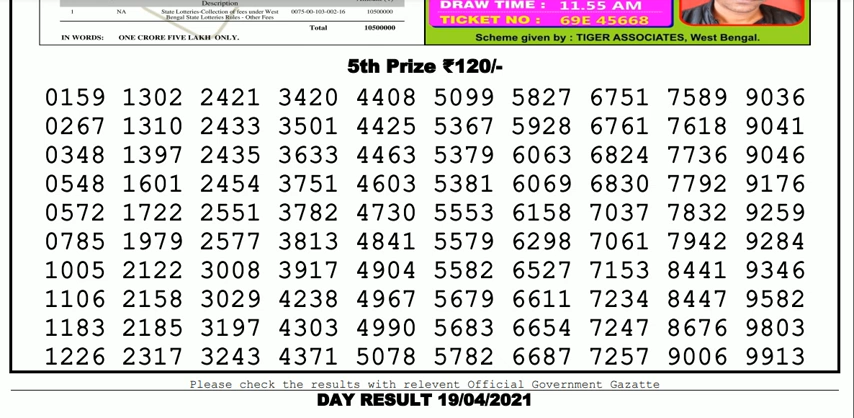 Description
1 NA State Lotteries-Collection of fees under West Bengal State Lotteries Rules - Other Fees 0075-00-103-002-16 10500000
Total 10500000
IN WORDS: ONE CRORE FIVE LAKH ONLY.
DRAW TIME : 11.55 AM
TICKET NO : 69E 45668
Scheme given by : TIGER ASSOCIATES, West Bengal.
5th Prize ₹120/-
0159 1302 2421 3420 4408 5099 5827 6751 7589 9036
0267 1310 2433 3501 4425 5367 5928 6761 7618 9041
0348 1397 2435 3633 4463 5379 6063 6824 7736 9046
0548 1601 2454 3751 4603 5381 6069 6830 7792 9176
0572 1722 2551 3782 4730 5553 6158 7037 7832 9259
0785 1979 2577 3813 4841 5579 6298 7061 7942 9284
1005 2122 3008 3917 4904 5582 6527 7153 8441 9346
1106 2158 3029 4238 4967 5679 6611 7234 8447 9582
1183 2185 3197 4303 4990 5683 6654 7247 8676 9803
1226 2317 3243 4371 5078 5782 6687 7257 9006 9913
Please check the results with relevent Official Government Gazatte
DAY RESULT 19/04/2021